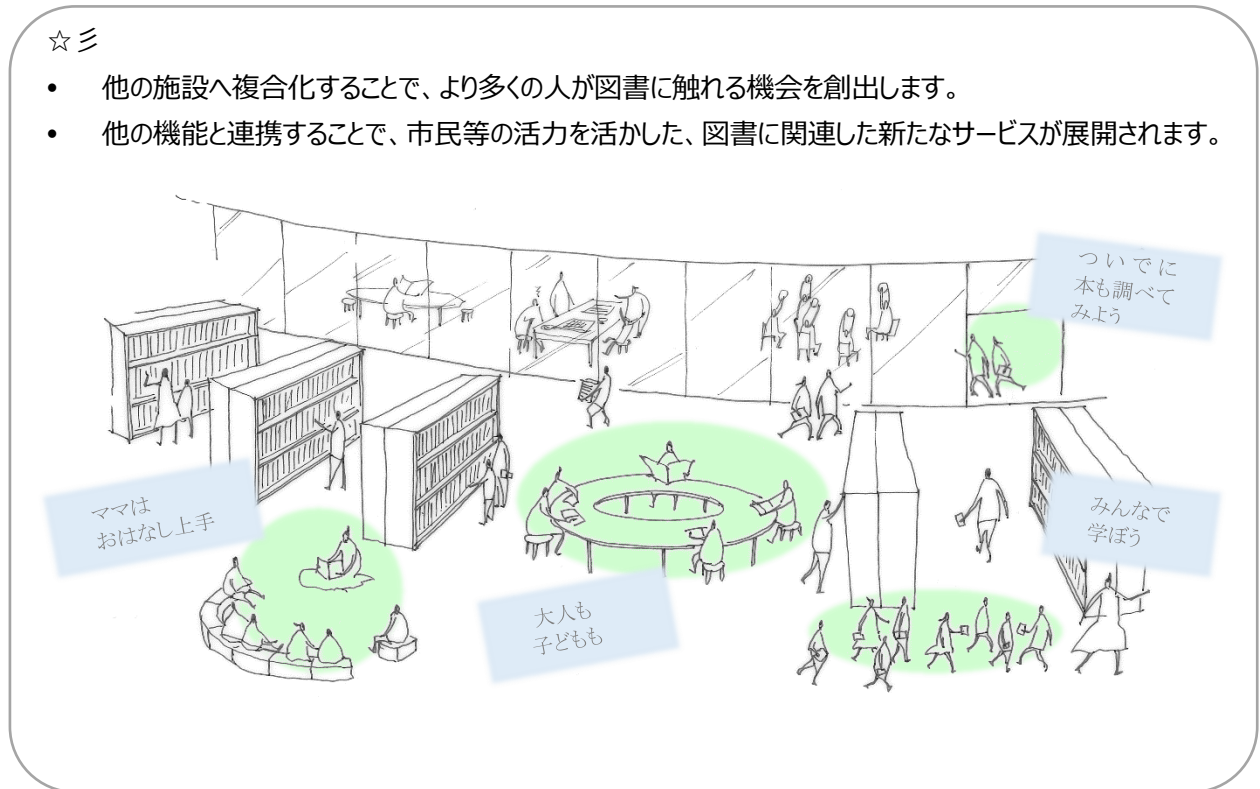 ☆彡
• 他の施設へ複合化することで、より多くの人が図書に触れる機会を創出します。
• 他の機能と連携することで、市民等の活力を活かした、図書に関連した新たなサービスが展開されます。
ついでに
本も調べて
みよう
ママは
おはなし上手
みんなで
学ぼう
大人も
子どもも